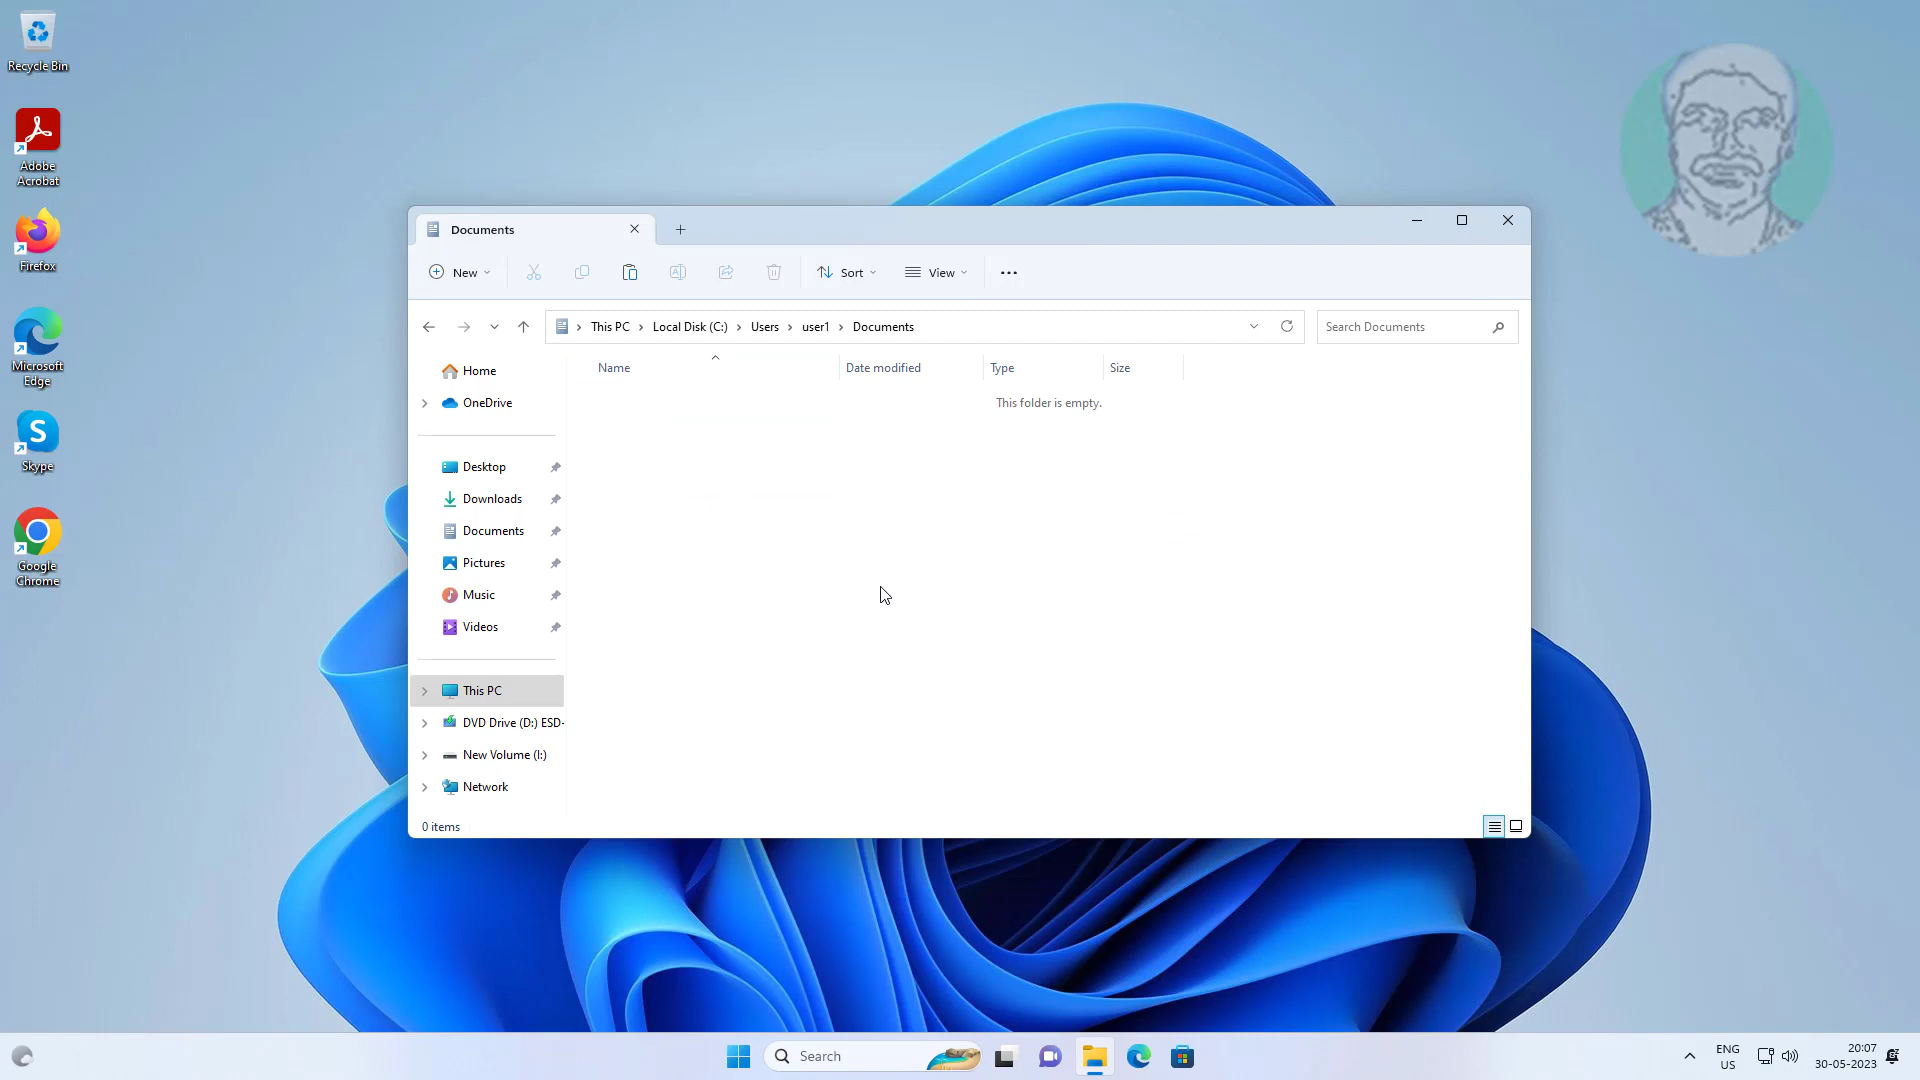 Recycle Bin
Adobe
Acrobat
Firefox
Microsoft
Edge
S
Skype
Google
Chrome
Documents
New
Sort
View
This PC
Local Disk (C:)
Users
user1
Documents
Search Documents
Home
OneDrive
Desktop
Downloads
Documents
Pictures
Music
Videos
This PC
DVD Drive (D:) ESD-
New Volume (I:)
Network
Name
Date modified
Type
Size
This folder is empty.
0 items
Search
ENG
US
20:07
30-05-2023